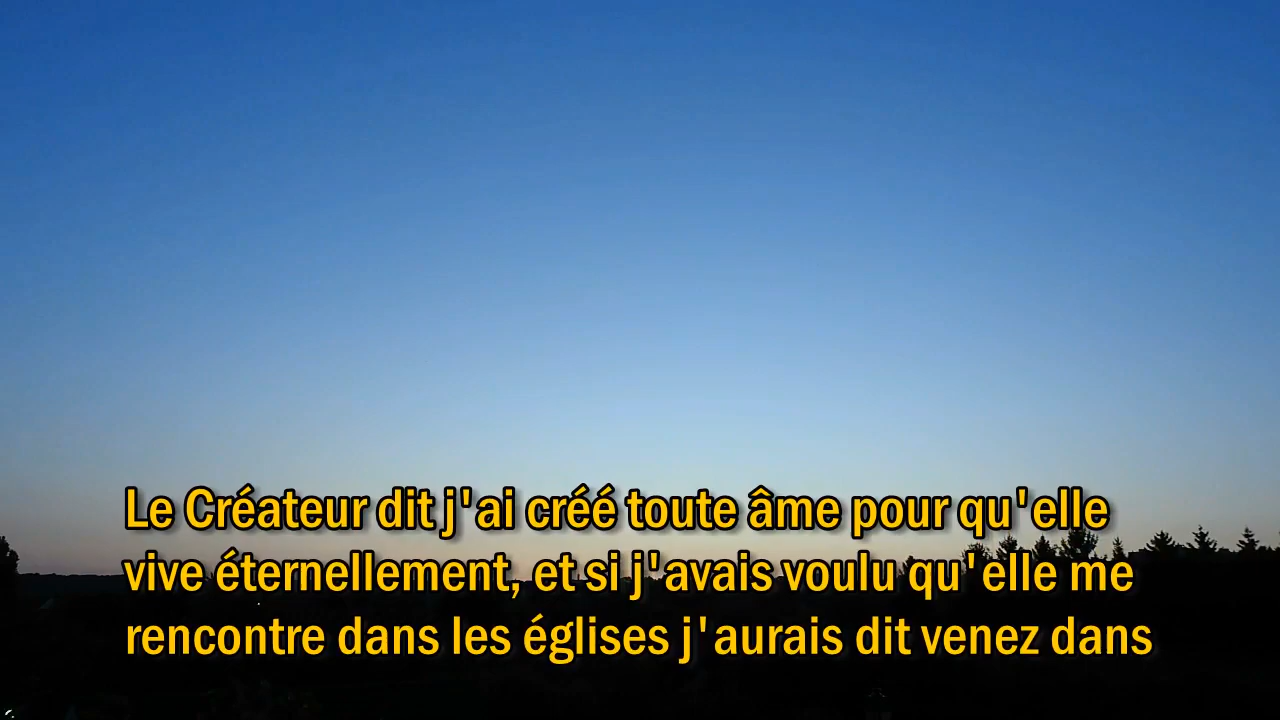 Le Créateur dit j'ai créé toute âme pour qu'elle
vive éternellement, et si j'avais voulu qu'elle me
rencontre dans les églises j'aurais dit venez dans